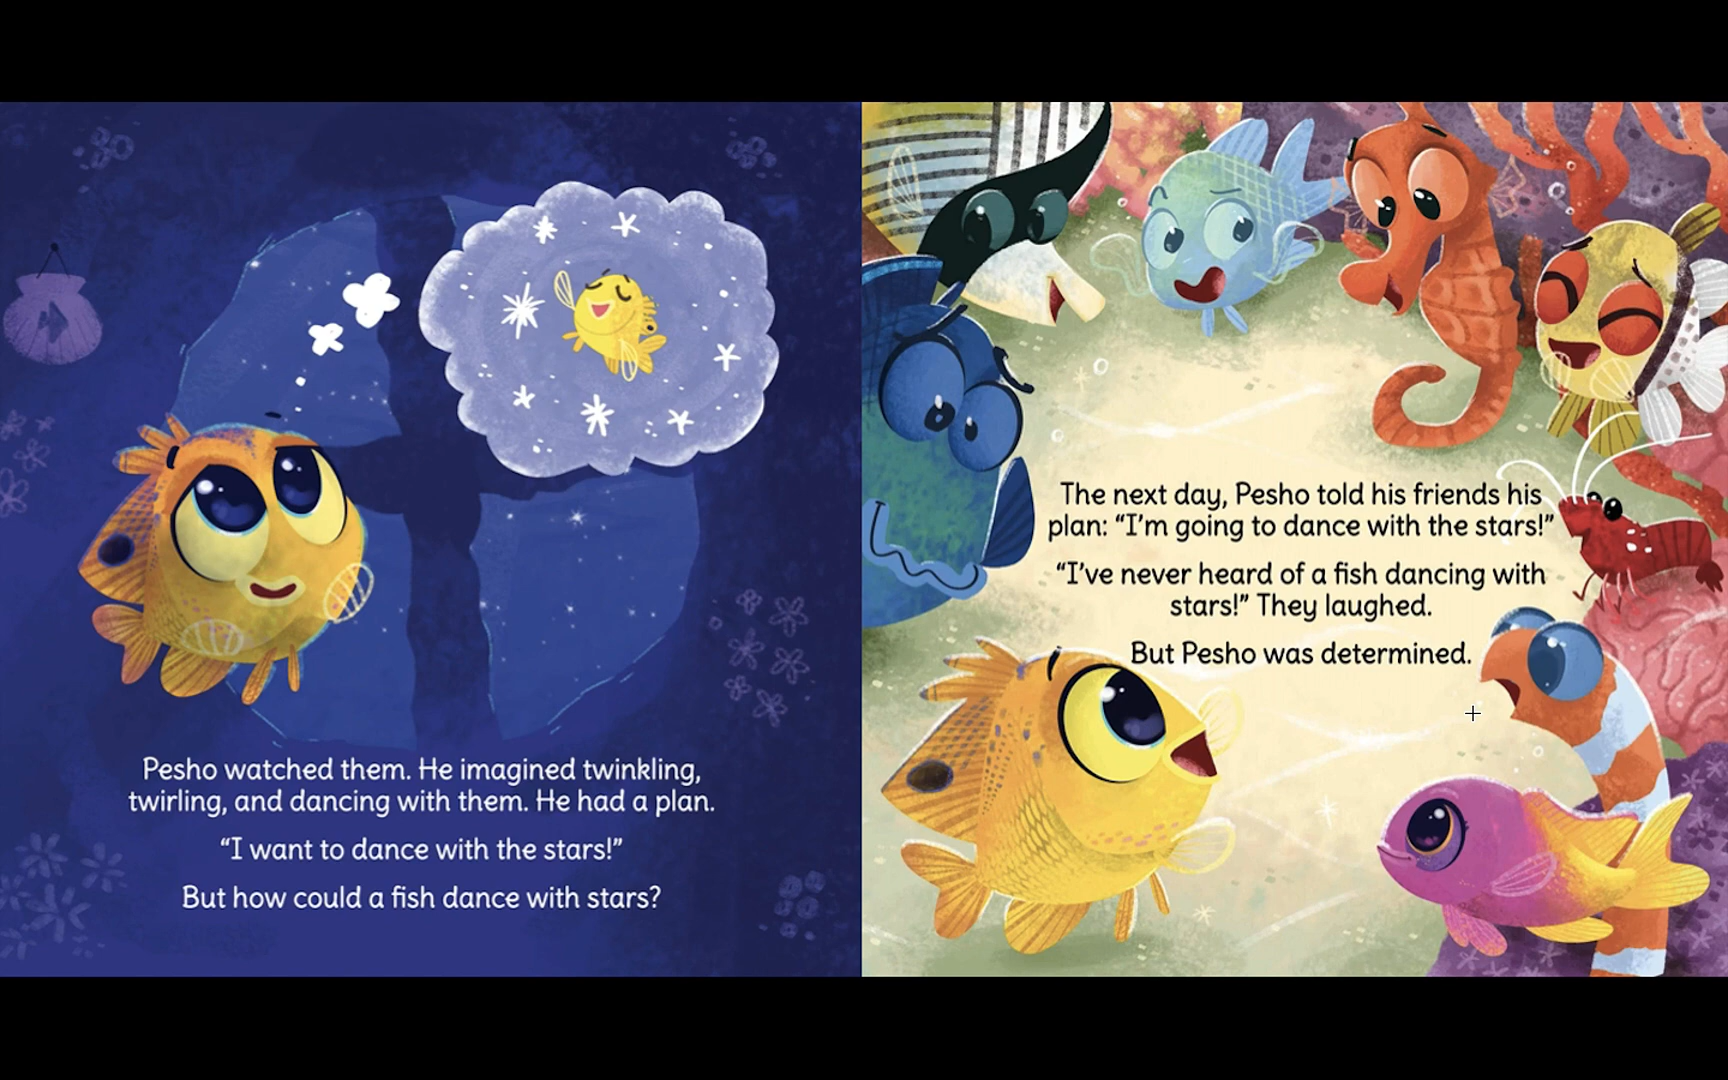 Pesho watched them. He imagined twinkling,
twirling, and dancing with them. He had a plan.
“I want to dance with the stars!”
But how could a fish dance with stars?
The next day, Pesho told his friends his
plan: “I’m going to dance with the stars!”
“I’ve never heard of a fish dancing with
stars!” They laughed.
But Pesho was determined.